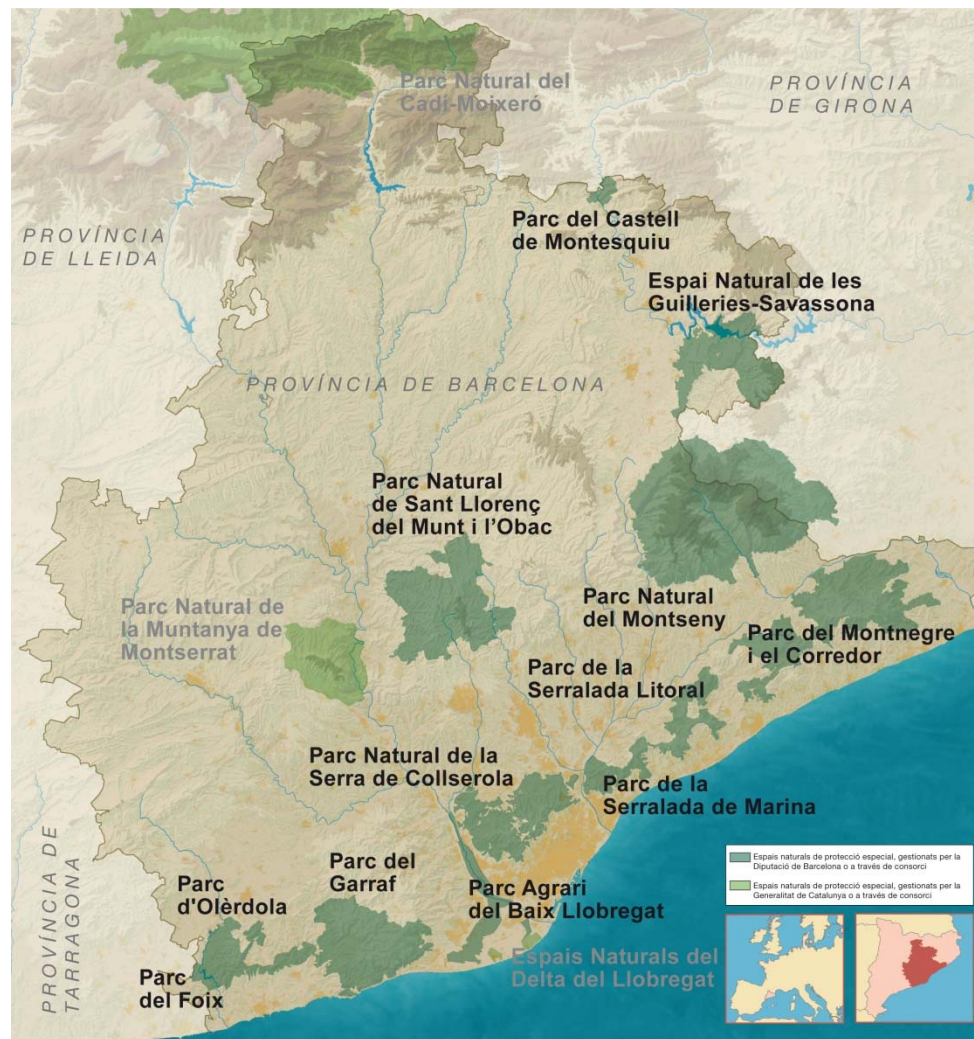 Parc Natural del
Cadí-Moixeró
PROVÍNCIA
DE GIRONA
Parc del Castell
de Montesquiu
PROVÍNCIA
DE LLEIDA
Espai Natural de les
Guilleries-Savassona
PROVÍNCIA DE BARCELONA
Parc Natural
de Sant Llorenç
del Munt i l'Obac
Parc Natural de
la Muntanya de
Montserrat
Parc Natural
del Montseny
Parc del Montnegre
i el Corredor
Parc de la
Serralada Litoral
Parc Natural de la
Serra de Collserola
Parc de la
Serralada de Marina
PROVÍNCIA DE
TARRAGONA
Parc del
Garraf
Parc
d'Olèrdola
Parc Agrari
del Baix Llobregat
Espais Naturals del
Delta del Llobregat
Parc
del Foix
Espais naturals de protecció especial, gestionats per la
Diputació de Barcelona o a través de consorci
Espais naturals de protecció especial, gestionats per la
Generalitat de Catalunya o a través de consorci